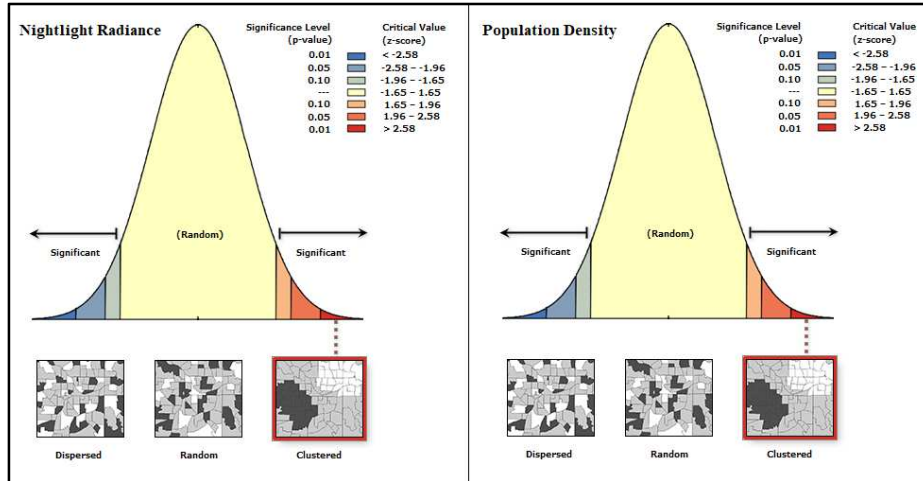 Nightlight Radiance
Significance Level Critical Value
(p-value) (z-score)
0.01 < -2.58
0.05 -2.58 – -1.96
0.10 -1.96 – -1.65
--- -1.65 – 1.65
0.10 1.65 – 1.96
0.05 1.96 – 2.58
0.01 > 2.58
(Random)
Significant Significant
Dispersed Random Clustered
Population Density
Significance Level Critical Value
(p-value) (z-score)
0.01 < -2.58
0.05 -2.58 – -1.96
0.10 -1.96 – -1.65
--- -1.65 – 1.65
0.10 1.65 – 1.96
0.05 1.96 – 2.58
0.01 > 2.58
(Random)
Significant Significant
Dispersed Random Clustered